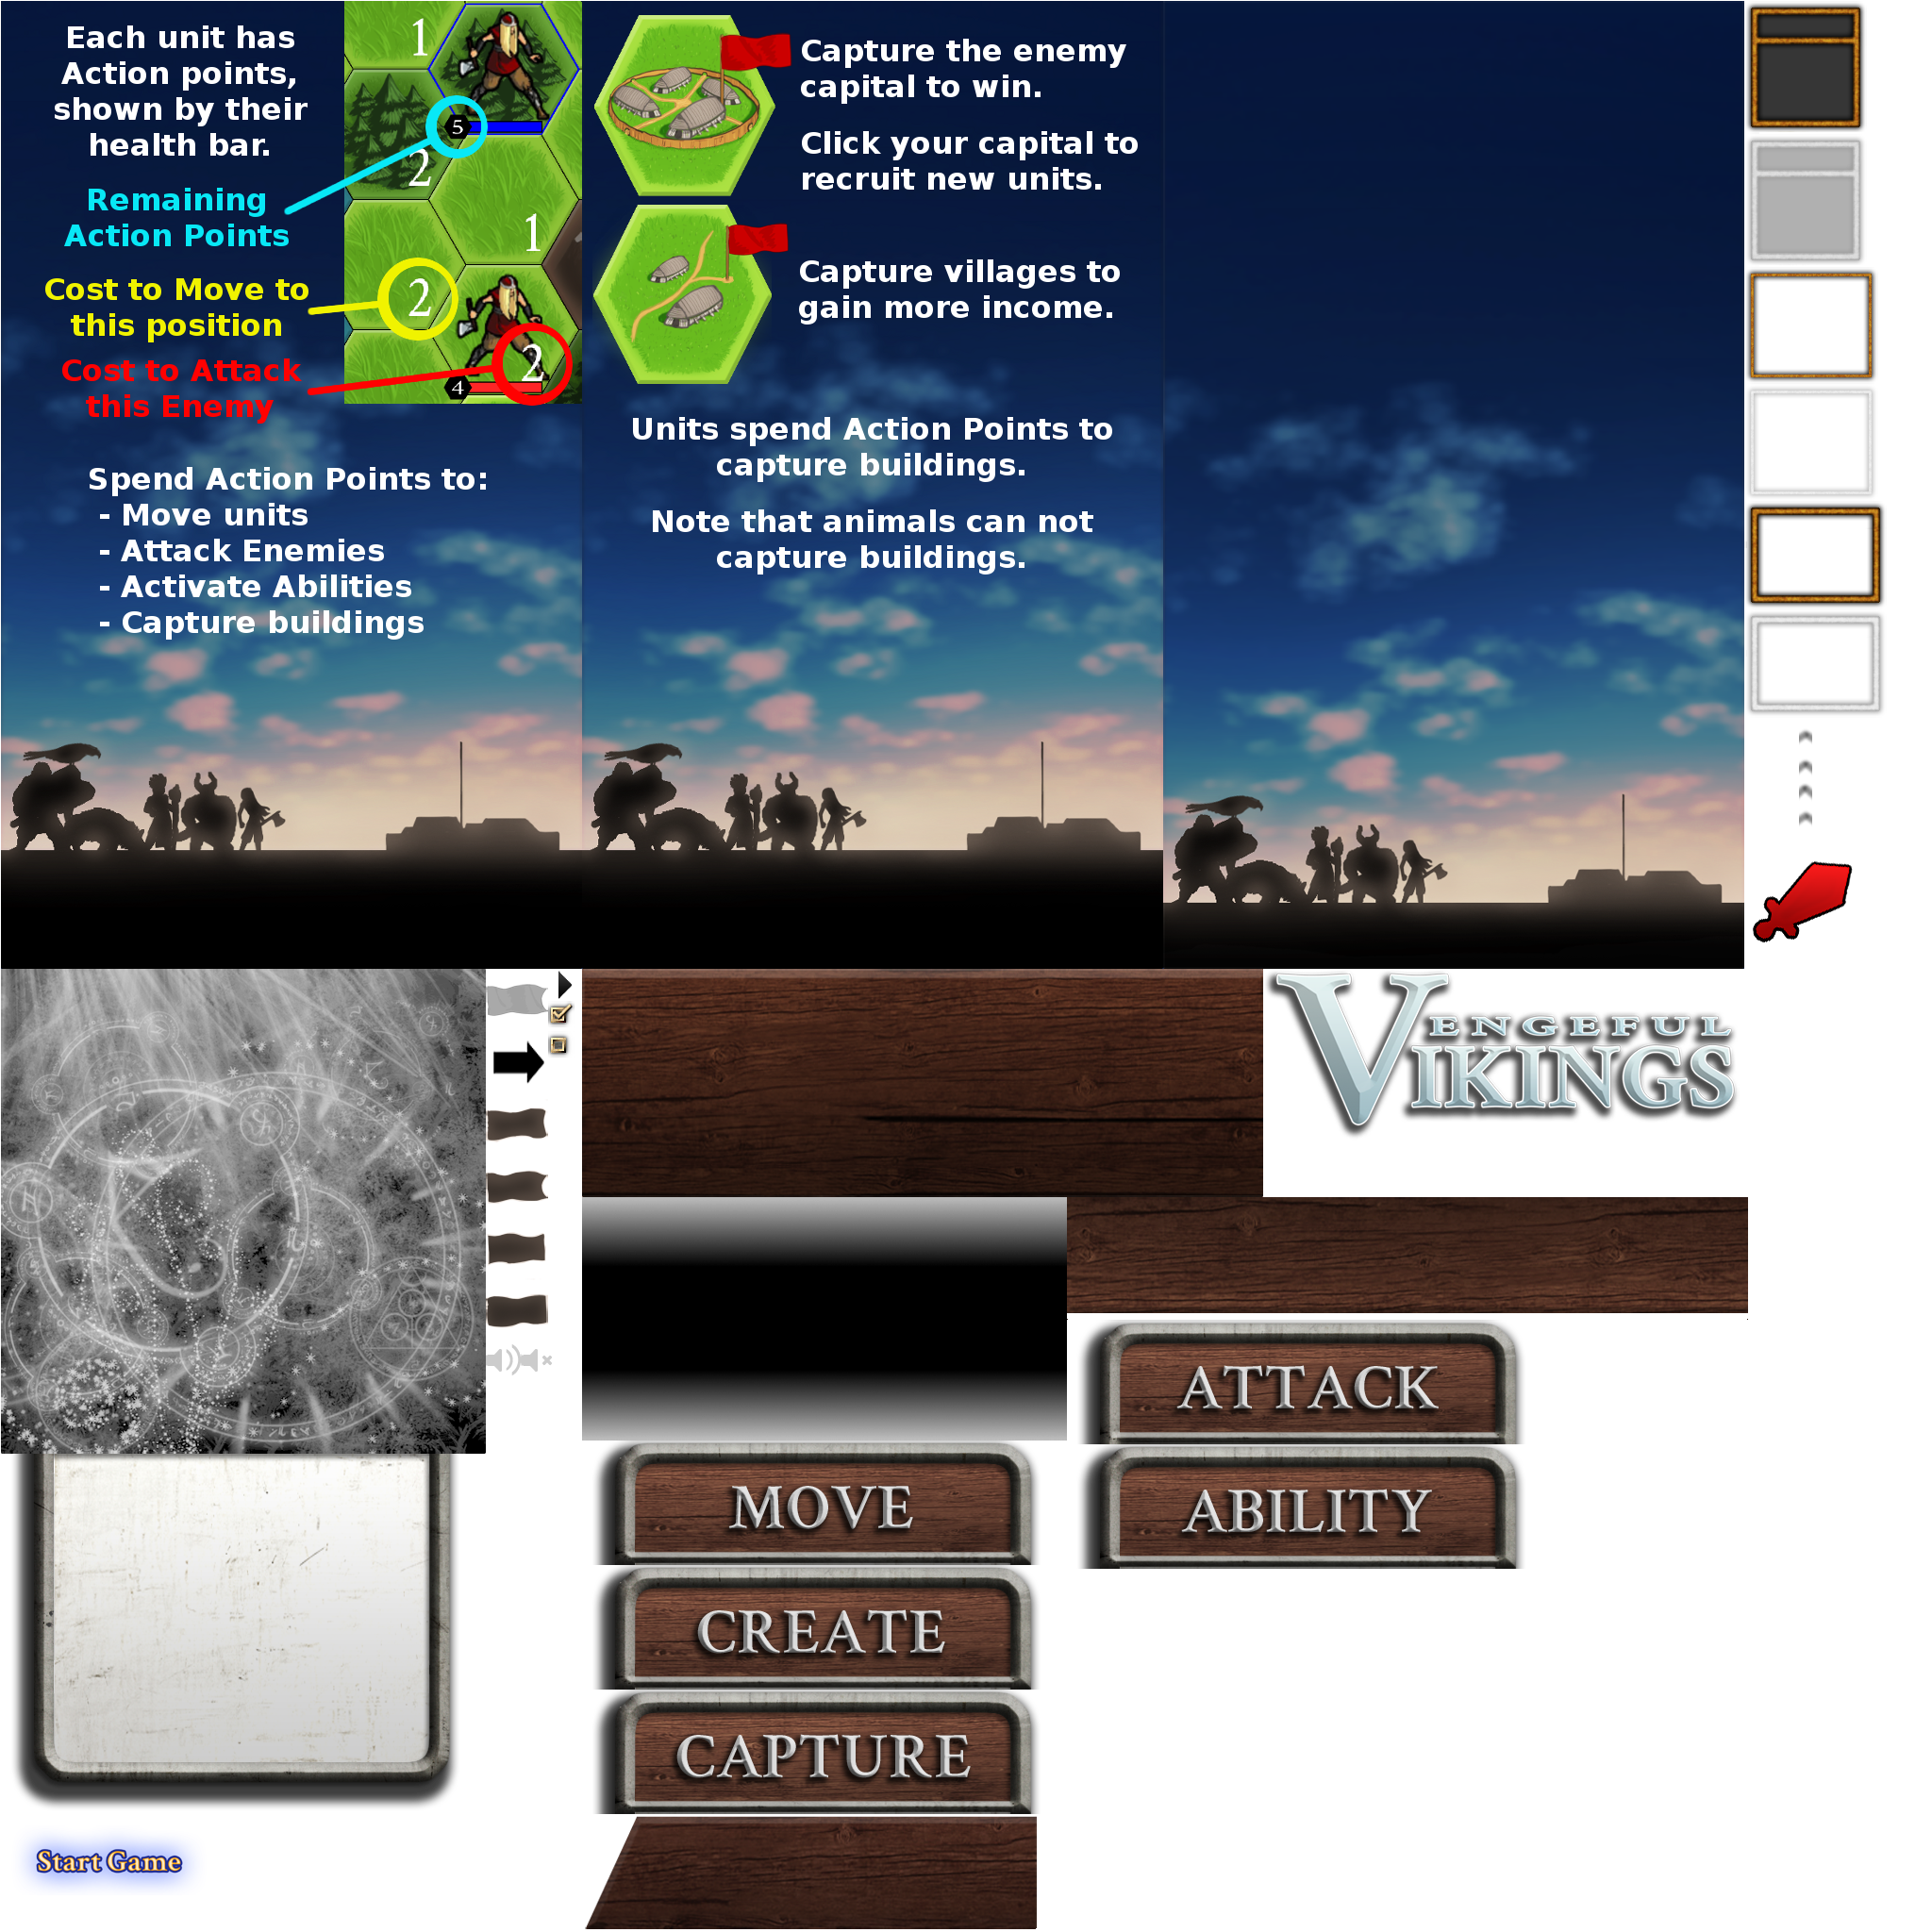 Each unit has
Action points,
shown by their
health bar.
Remaining
Action Points
Cost to Move to
this position
Cost to Attack
this Enemy
1
5
2
1
2
2
4
Spend Action Points to:
- Move units
- Attack Enemies
- Activate Abilities
- Capture buildings
Capture the enemy
capital to win.
Click your capital to
recruit new units.
Capture villages to
gain more income.
Units spend Action Points to
capture buildings.
Note that animals can not
capture buildings.
VENGEFUL
VIKINGS
ATTACK
MOVE
ABILITY
CREATE
CAPTURE
Start Game